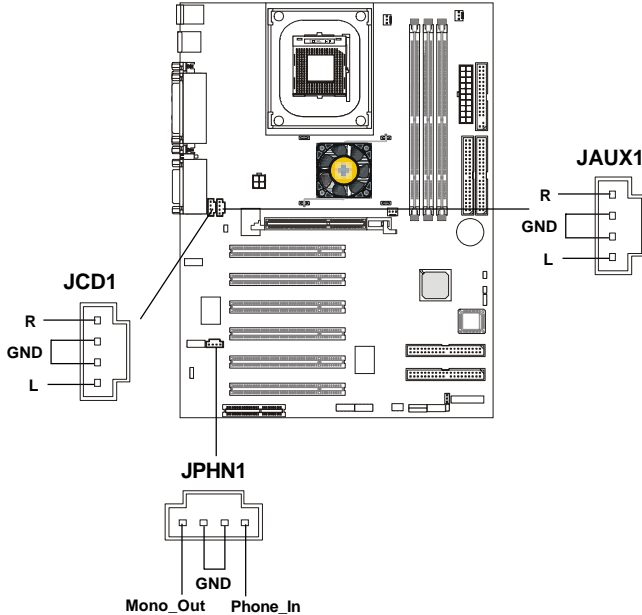 JAUX1
R
GND
L
JCD1
R
GND
L
JPHN1
GND
Mono_Out Phone_In